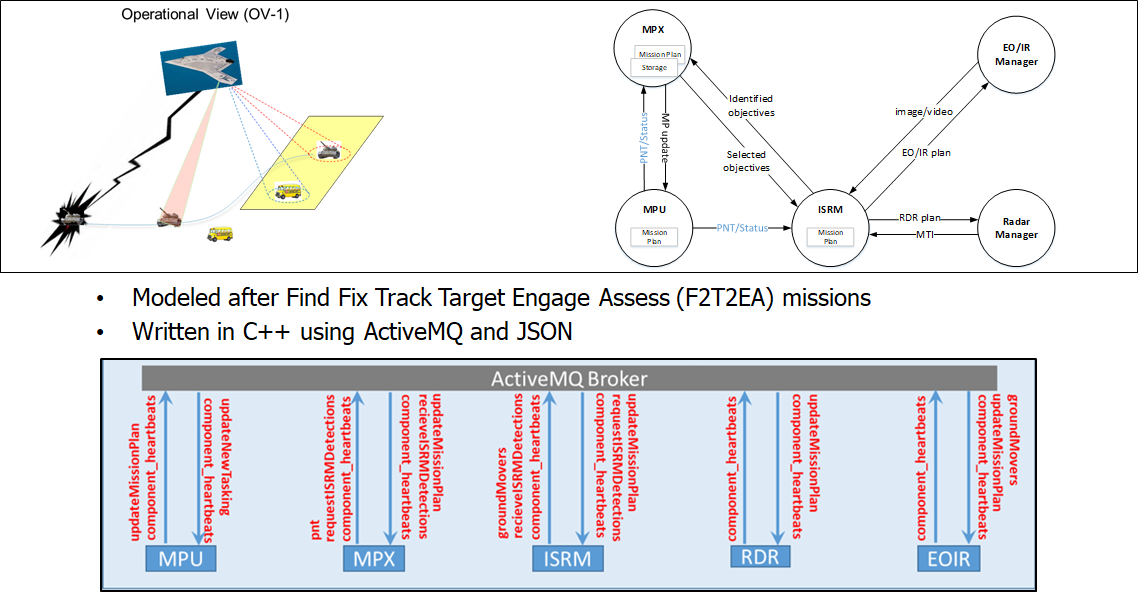 Operational View (OV-1)
MPX
Mission Plan
Storage
EO/IR
Manager
Identified
objectives
image/video
PNT/Status
MP update
Selected
objectives
EO/IR plan
MPU
Mission
Plan
PNT/Status
ISRM
Mission
Plan
RDR plan
MTI
Radar
Manager
• Modeled after Find Fix Track Target Engage Assess (F2T2EA) missions
• Written in C++ using ActiveMQ and JSON
ActiveMQ Broker
updateMissionPlan
component_heartbeats
updateNewTasking
component_heartbeats
pnt
requestISRMDetections
component_heartbeats
updateMissionPlan
recieveISRMDetections
component_heartbeats
groundMovers
recieveISRMDetections
component_heartbeats
updateMissionPlan
requestISRMDetections
component_heartbeats
component_heartbeats
updateMissionPlan
component_heartbeats
component_heartbeats
groundMovers
updateMissionPlan
component_heartbeats
MPU
MPX
ISRM
RDR
EOIR